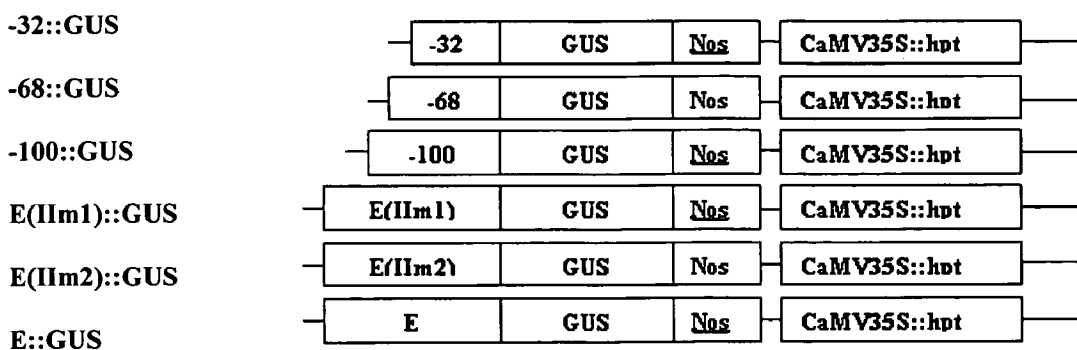 -32::GUS -32 GUS Nos CaMV35S::hpt
-68::GUS -68 GUS Nos CaMV35S::hpt
-100::GUS -100 GUS Nos CaMV35S::hpt
E(IIm1)::GUS E(IIm1) GUS Nos CaMV35S::hpt
E(IIm2)::GUS E(IIm2) GUS Nos CaMV35S::hpt
E::GUS E GUS Nos CaMV35S::hpt